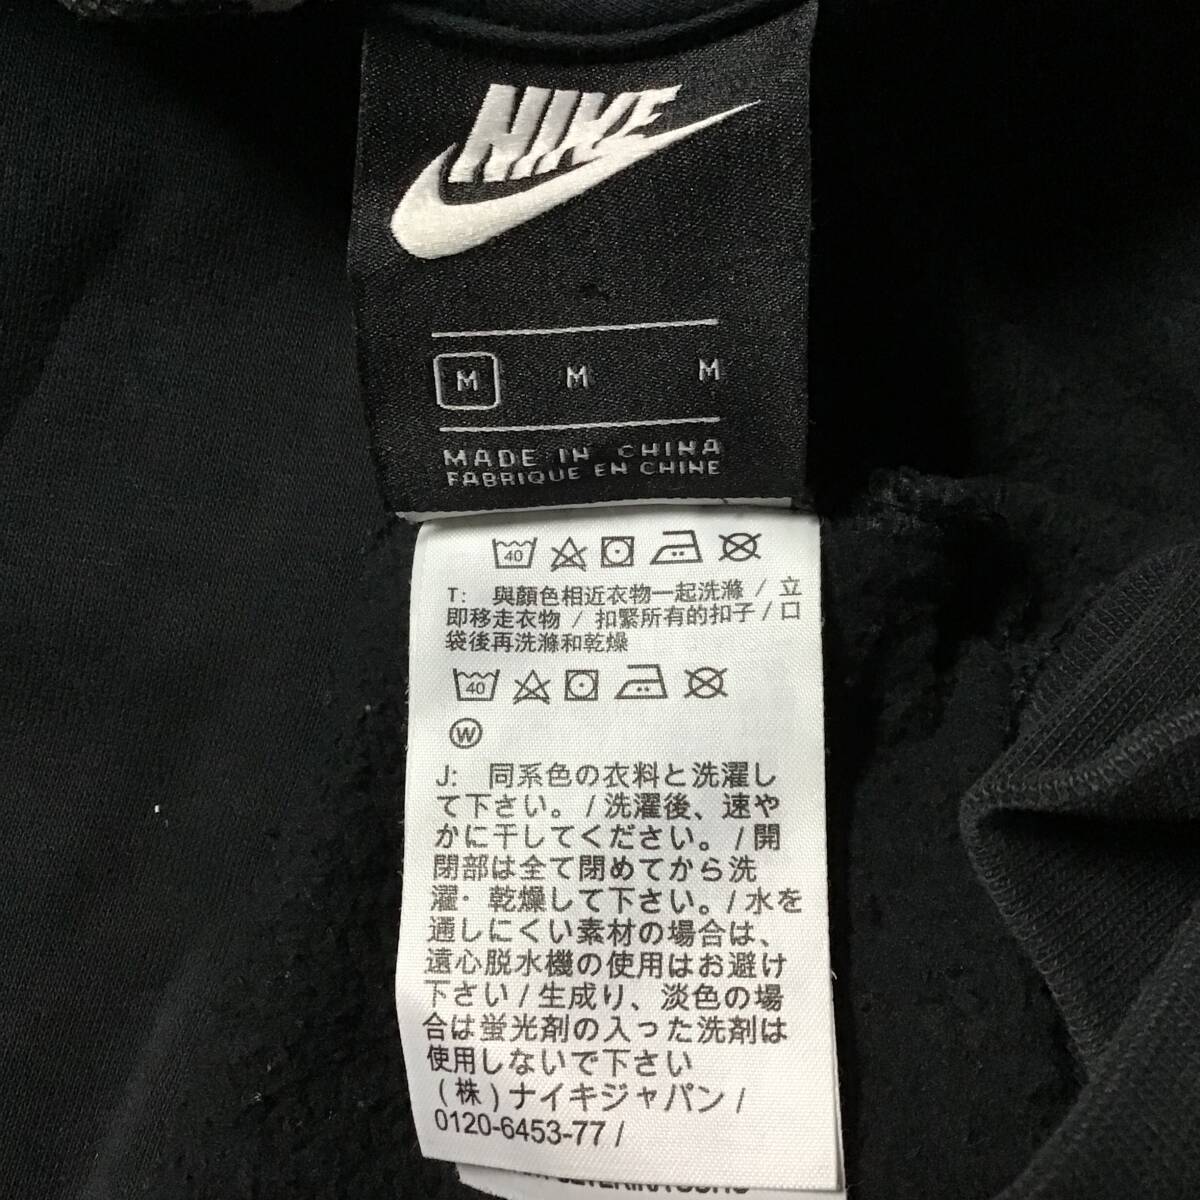 NIKE
M M M
MADE IN CHINA
FABRIQUE EN CHINE
40
T: 與顏色相近衣物一起洗滌 / 立
即移走衣物 / 扣緊所有的扣子 / 口
袋後再洗滌和乾燥
40
W
J: 同系色の衣料と洗濯し
て下さい。/ 洗濯後、速や
かに干してください。/ 開
閉部は全て閉めてから洗
濯・乾燥して下さい。/ 水を
通しにくい素材の場合は、
遠心脱水機の使用はお避け
下さい / 生成り、淡色の場
合は蛍光剤の入った洗剤は
使用しないで下さい
(株) ナイキジャパン /
0120-6453-77 /